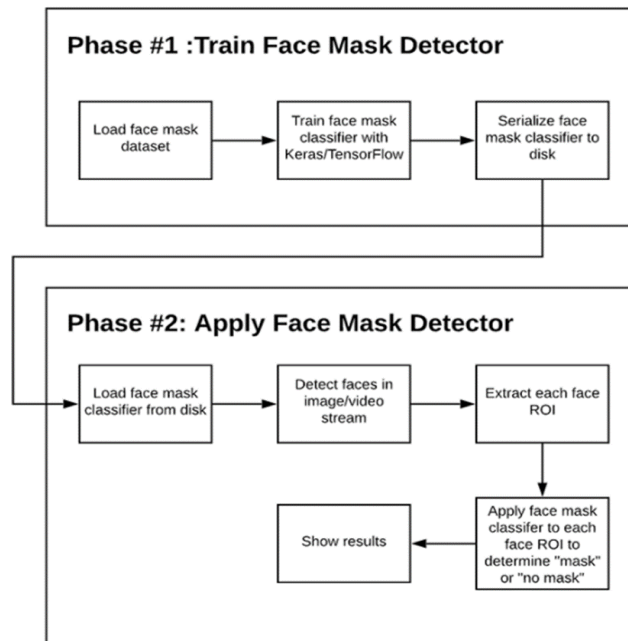 Phase #1 :Train Face Mask Detector
Load face mask
dataset
Train face mask
classifier with
Keras/TensorFlow
Serialize face
mask classifier to
disk
Phase #2: Apply Face Mask Detector
Load face mask
classifier from disk
Detect faces in
image/video
stream
Extract each face
ROI
Apply face mask
classifer to each
face ROI to
determine "mask"
or "no mask"
Show results